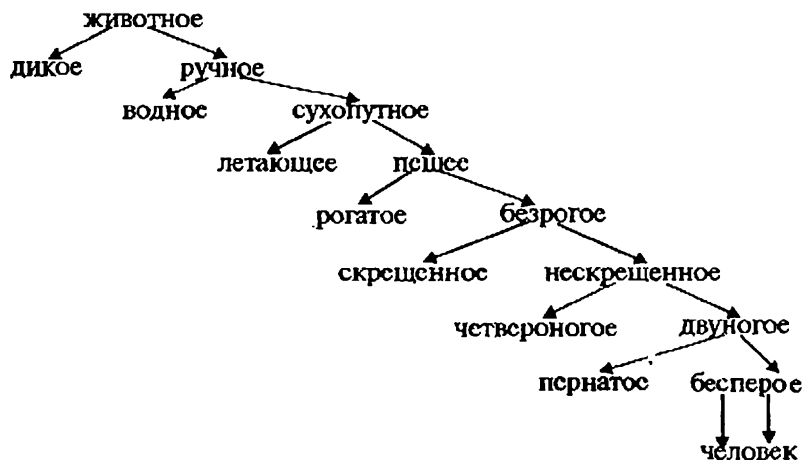 животное
дикое ручное
водное сухопутное
летающее пешее
рогатое безрогое
скрещенное нескрещенное
четвероногое двуногое
пернатое бесперое
человек